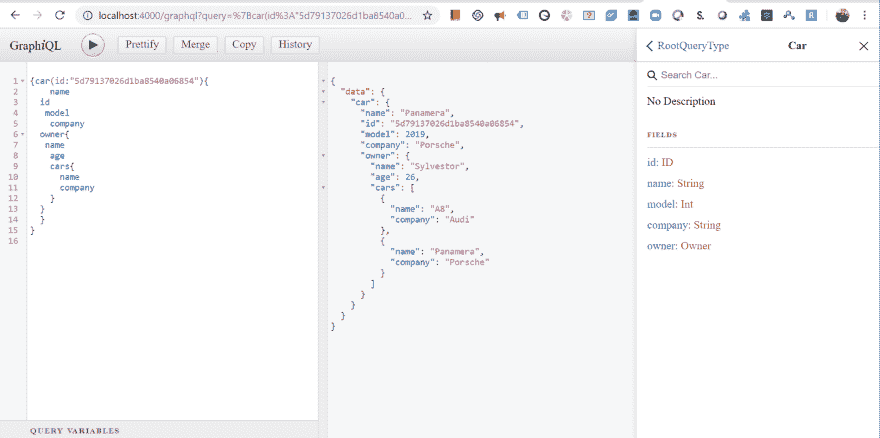 localhost:4000/graphql?query=%7Bcar(id%3A"5d79137026d1ba8540a0...
GraphiQL
Prettify
Merge
Copy
History
1 {car(id:"5d79137026d1ba8540a06854"){
2 name
3 id
4 model
5 company
6 owner{
7 name
8 age
9 cars{
10 name
11 company
12 }
13 }
14 }
15 }
16
QUERY VARIABLES
{
"data": {
"car": {
"name": "Panamera",
"id": "5d79137026d1ba8540a06854",
"model": 2019,
"company": "Porsche",
"owner": {
"name": "Sylvestor",
"age": 26,
"cars": [
{
"name": "A8",
"company": "Audi"
},
{
"name": "Panamera",
"company": "Porsche"
}
]
}
}
}
}
RootQueryType
Car
Search Car...
No Description
FIELDS
id: ID
name: String
model: Int
company: String
owner: Owner